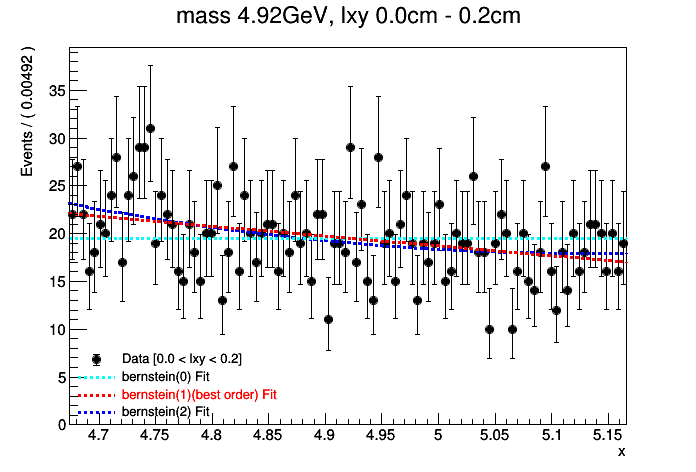 mass 4.92GeV, lxy 0.0cm - 0.2cm
Events / ( 0.00492 )
35
30
25
20
15
10
5
0
Data [0.0 < lxy < 0.2]
bernstein(0) Fit
bernstein(1)(best order) Fit
bernstein(2) Fit
4.7 4.75 4.8 4.85 4.9 4.95 5 5.05 5.1 5.15
x